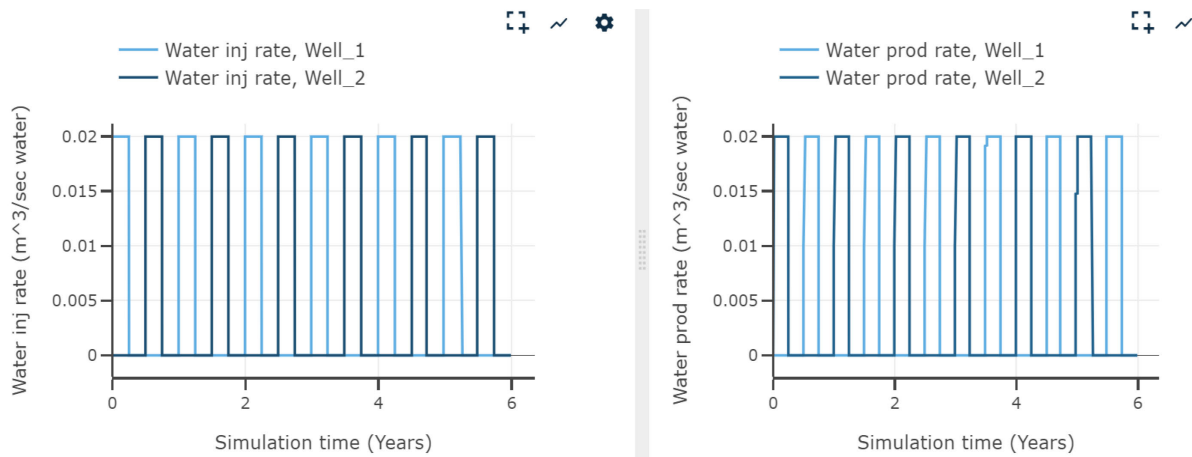 Water inj rate, Well_1
Water inj rate, Well_2
Water inj rate (m^3/sec water)
0.02
0.015
0.01
0.005
0
0
2
4
6
Simulation time (Years)
Water prod rate, Well_1
Water prod rate, Well_2
Water prod rate (m^3/sec water)
0.02
0.015
0.01
0.005
0
0
2
4
6
Simulation time (Years)